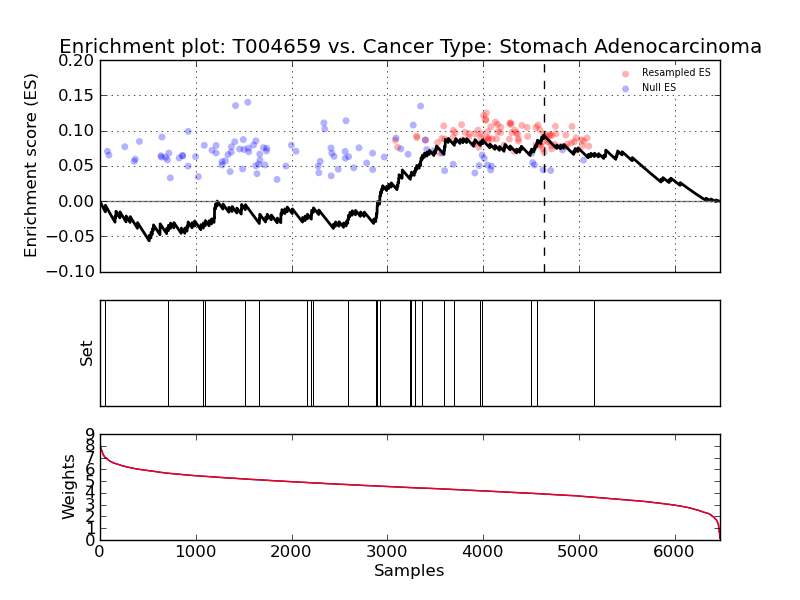 Enrichment plot: T004659 vs. Cancer Type: Stomach Adenocarcinoma
Enrichment score (ES)
0.20
0.15
0.10
0.05
0.00
−0.05
−0.10
Resampled ES
Null ES
Set
Weights
9
8
7
6
5
4
3
2
1
0
0 1000 2000 3000 4000 5000 6000
Samples